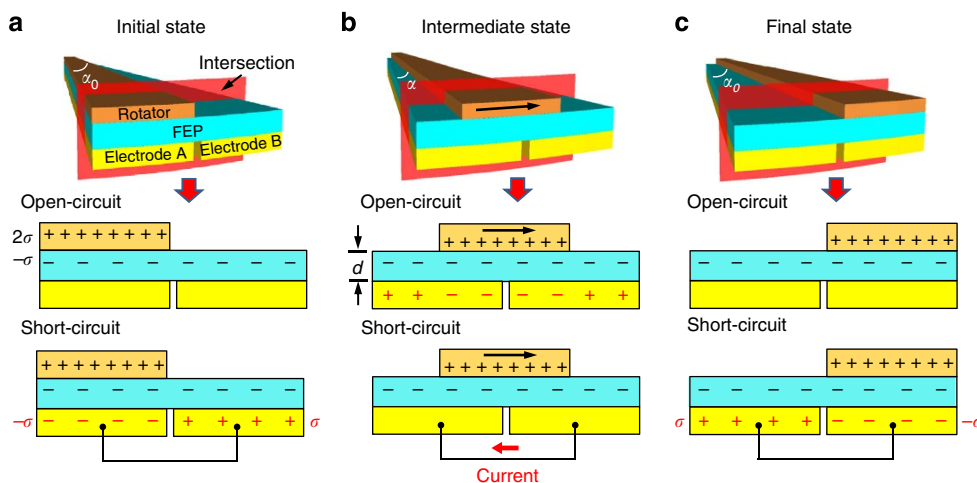 a Initial state
α0
Intersection
Rotator
FEP
Electrode A Electrode B
Open-circuit
2σ + + + + + + + +
−σ − − − − − − − −
Short-circuit
+ + + + + + + +
− − − − − − − −
−σ − − − − + + + + σ
b Intermediate state
α
Open-circuit
+ + + + + + + +
d − − − − − − − −
+ + − − − − + +
Short-circuit
+ + + + + + + +
− − − − − − − −
Current
c Final state
α0
Open-circuit
+ + + + + + + +
− − − − − − − −
Short-circuit
+ + + + + + + +
− − − − − − − −
σ + + + + − − − − −σ